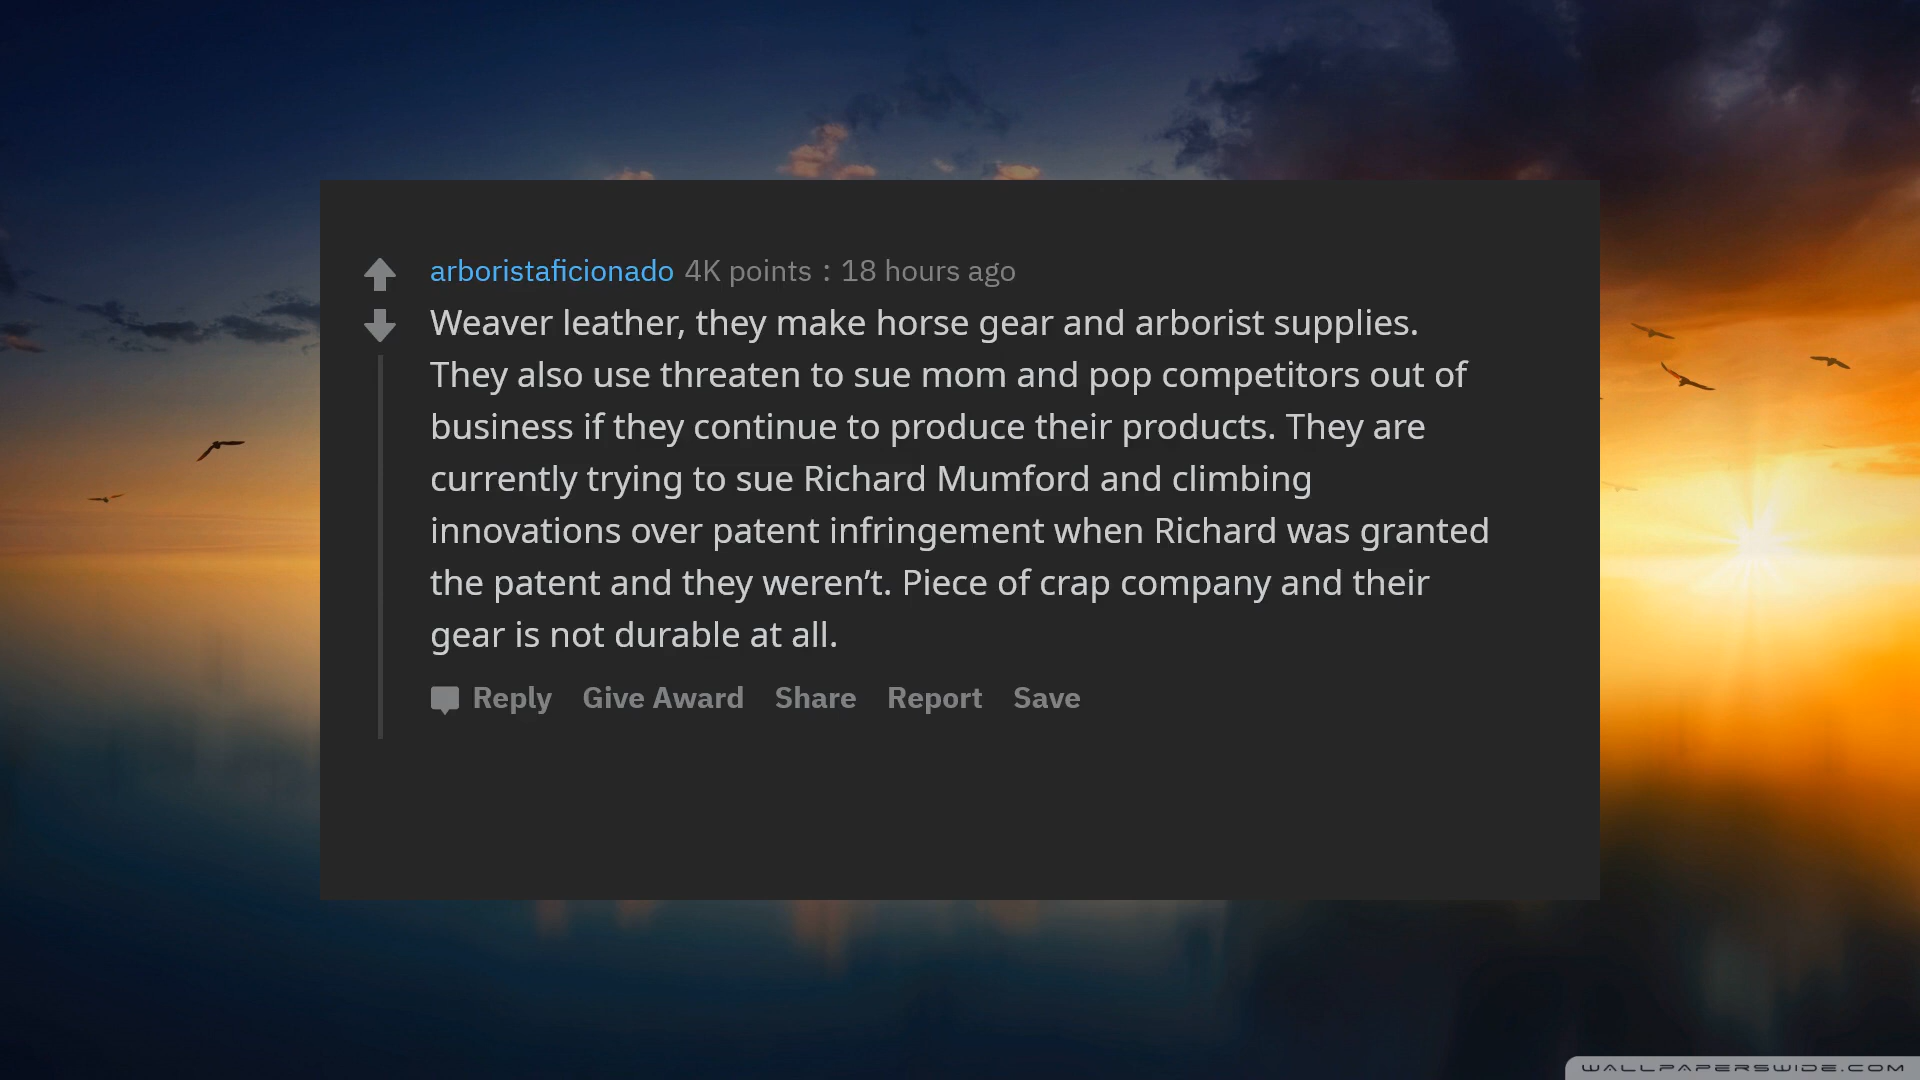 arboristaficionado 4K points : 18 hours ago
Weaver leather, they make horse gear and arborist supplies.
They also use threaten to sue mom and pop competitors out of
business if they continue to produce their products. They are
currently trying to sue Richard Mumford and climbing
innovations over patent infringement when Richard was granted
the patent and they weren’t. Piece of crap company and their
gear is not durable at all.
Reply Give Award Share Report Save
WALLPAPERSWIDE.COM